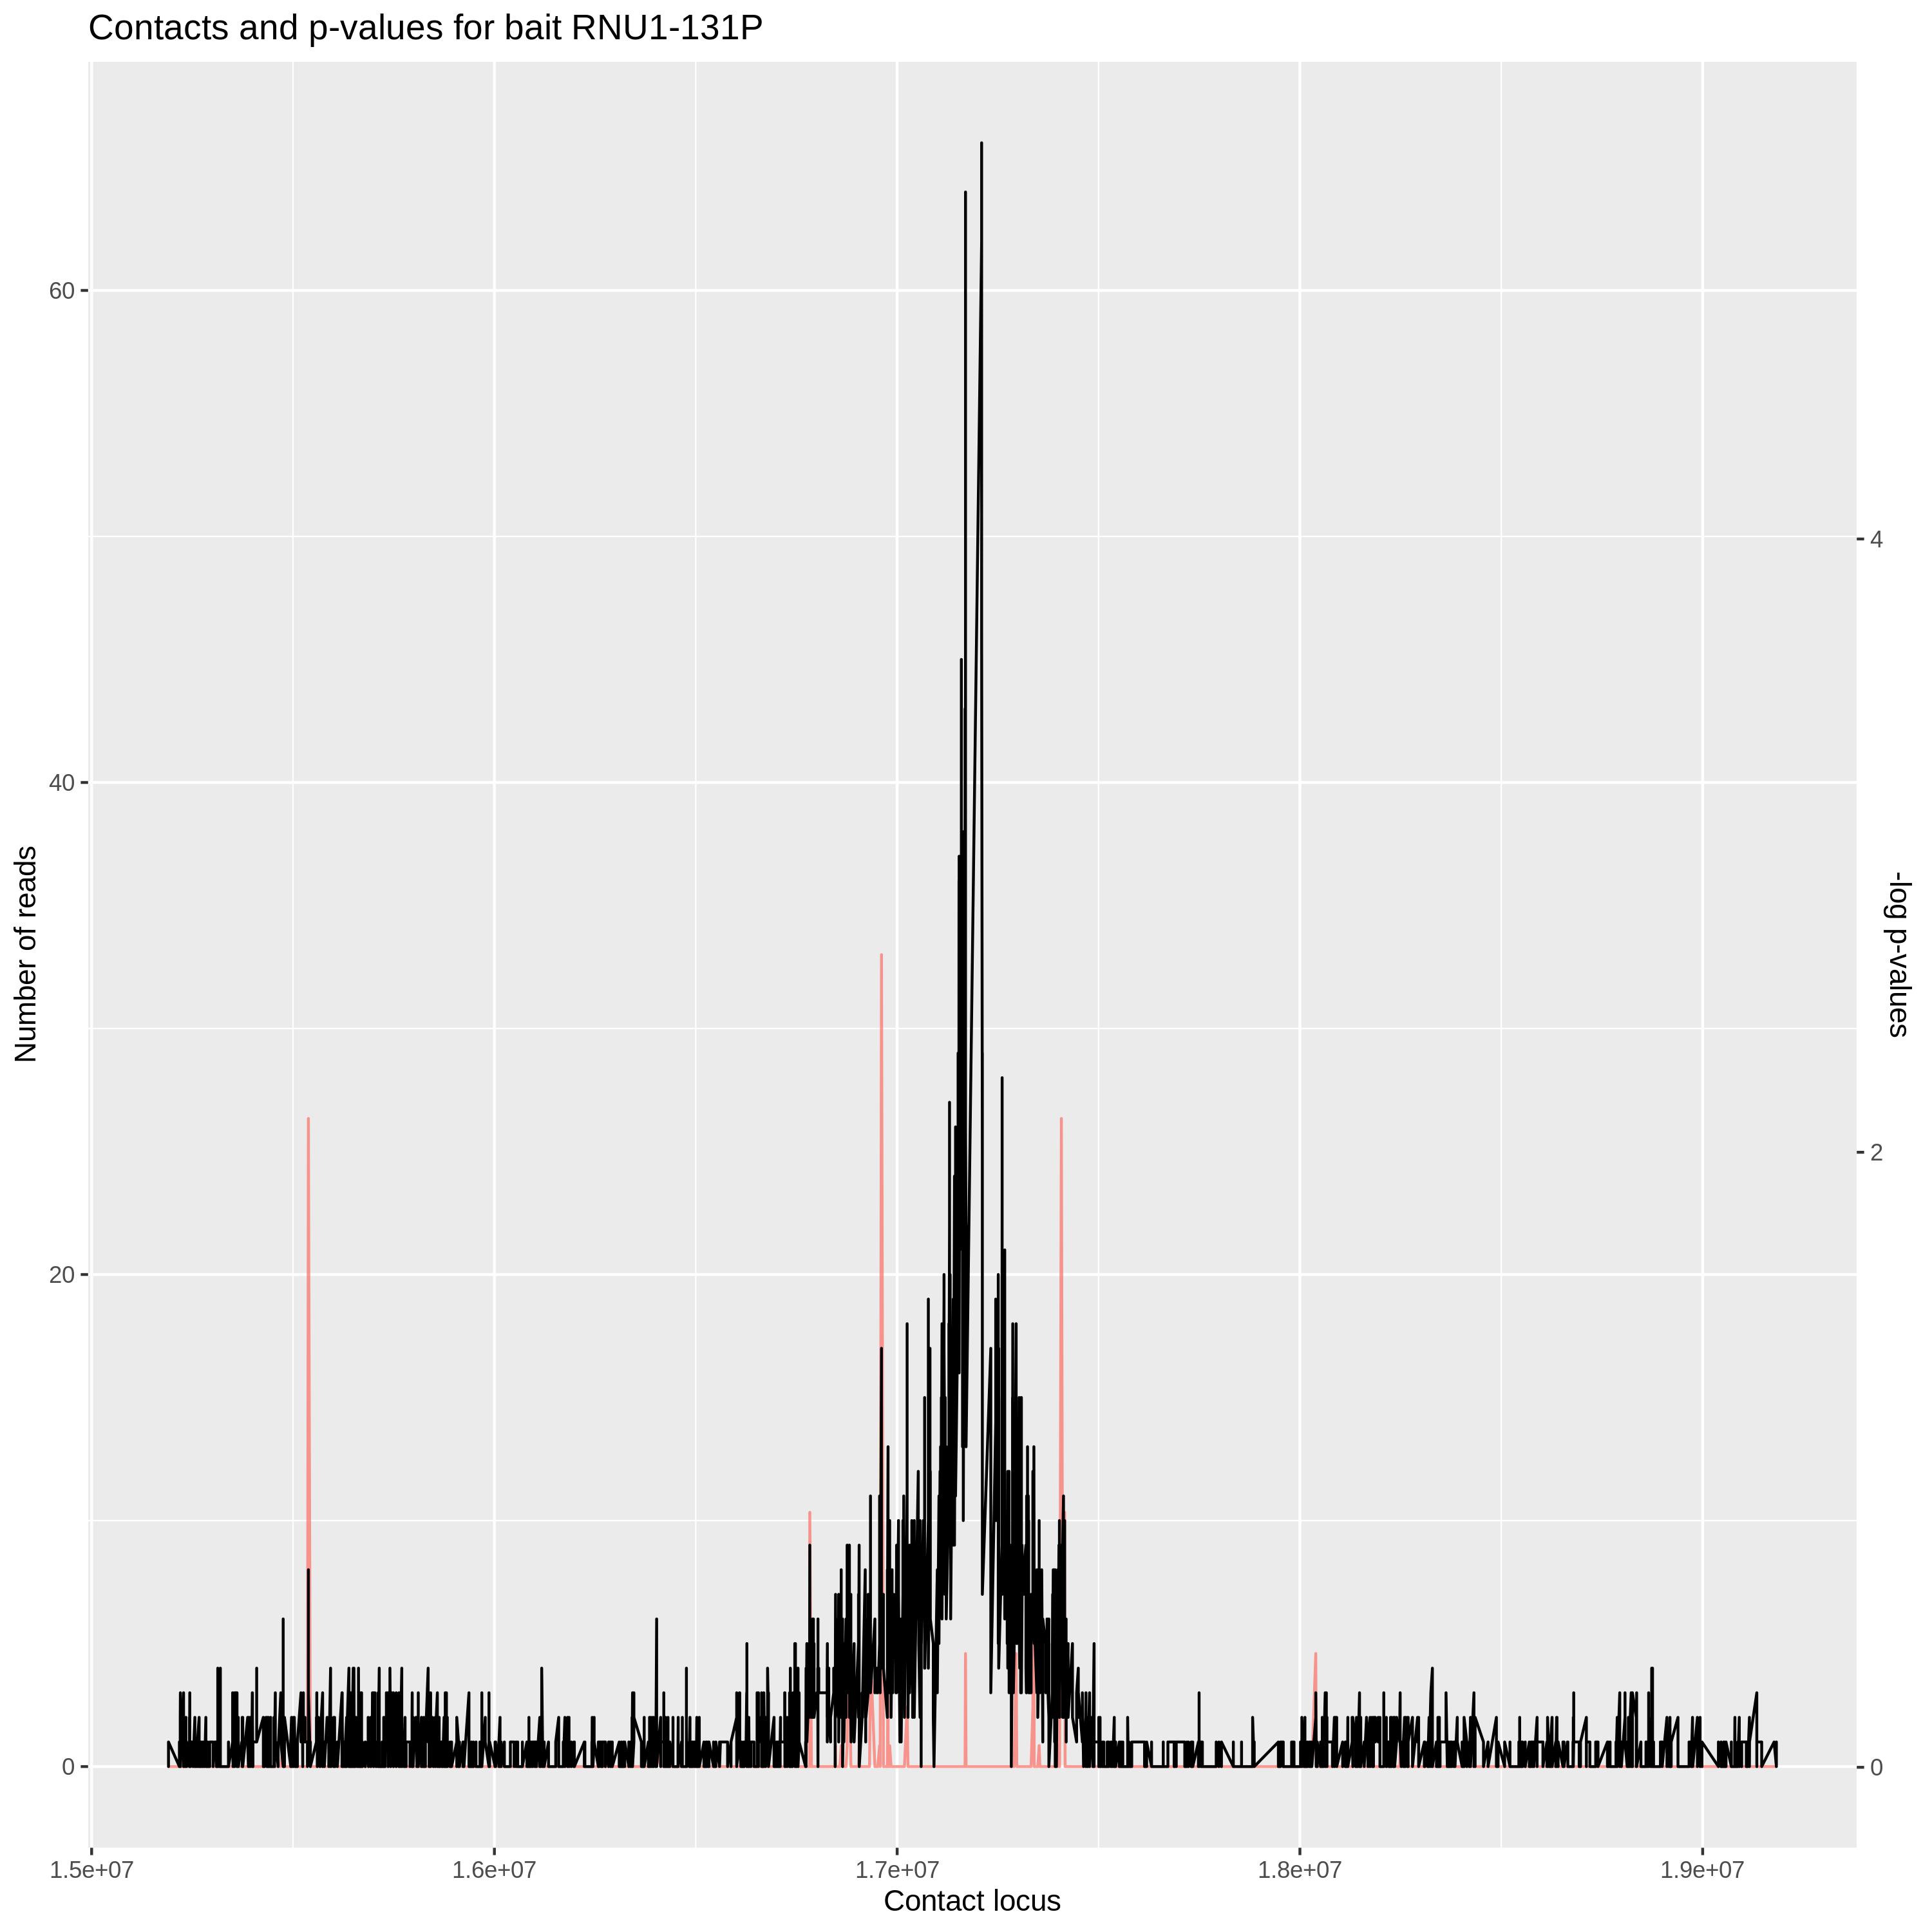 Contacts and p-values for bait RNU1-131P
60
40
20
0
Number of reads
4
2
0
-log p-values
1.5e+07
1.6e+07
1.7e+07
1.8e+07
1.9e+07
Contact locus